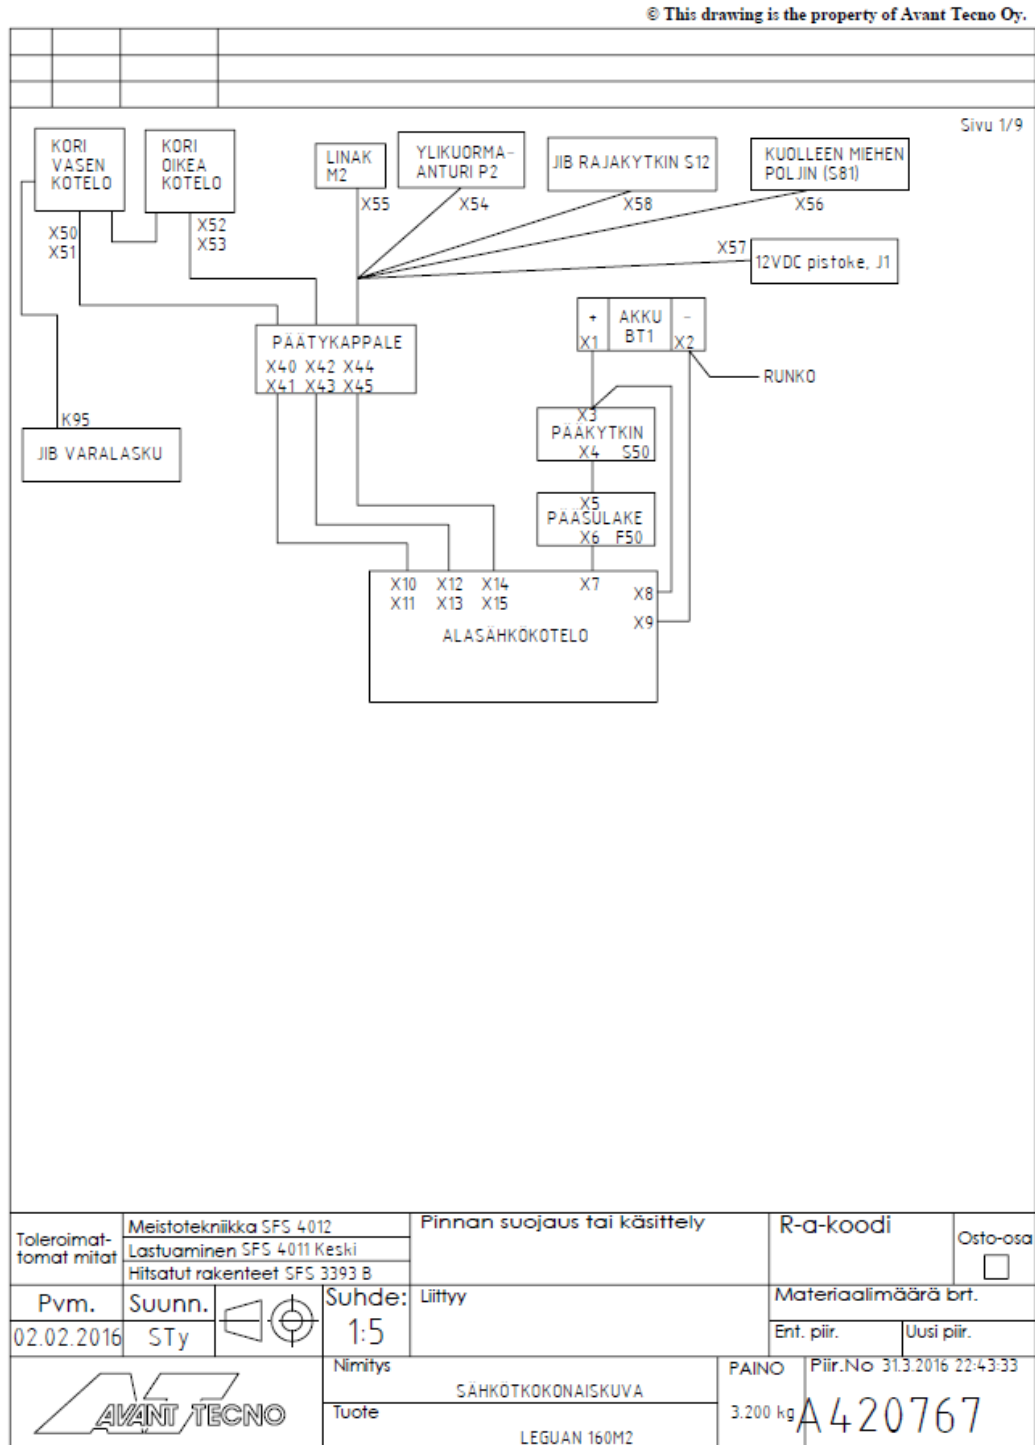 © This drawing is the property of Avant Tecno Oy.
Sivu 1/9
KORI
VASEN
KOTELO
KORI
OIKEA
KOTELO
LINAK
M2
YLIKUORMA-
ANTURI P2
JIB RAJAKYTKIN S12
KUOLLEEN MIEHEN
POLJIN (S81)
X50
X51
X52
X53
X55
X54
X58
X56
X57
12VDC pistoke, J1
PÄÄTYKAPPALE
X40 X42 X44
X41 X43 X45
+ AKKU -
BT1
X1
X2
RUNKO
K95
JIB VARALASKU
X3
PÄÄKYTKIN
X4 S50
X5
PÄÄSULAKE
X6 F50
X10 X12 X14 X7
X11 X13 X15
X8
X9
ALASÄHKÖKOTELO
Toleroimat-
tomat mitat
Meistotekniikka SFS 4012
Lastuaminen SFS 4011 Keski
Hitsatut rakenteet SFS 3393 B
Pinnan suojaus tai käsittely
R-a-koodi
Osto-osa
Pvm.
02.02.2016
Suunn.
STy
Suhde:
1:5
Liittyy
Materiaalimäärä brt.
Ent. piir.
Uusi piir.
AVANT TECNO
Nimitys
SÄHKÖTKOKONAISKUVA
Tuote
LEGUAN 160M2
PAINO
3.200 kg
Piir.No 31.3.2016 22:43:33
A420767